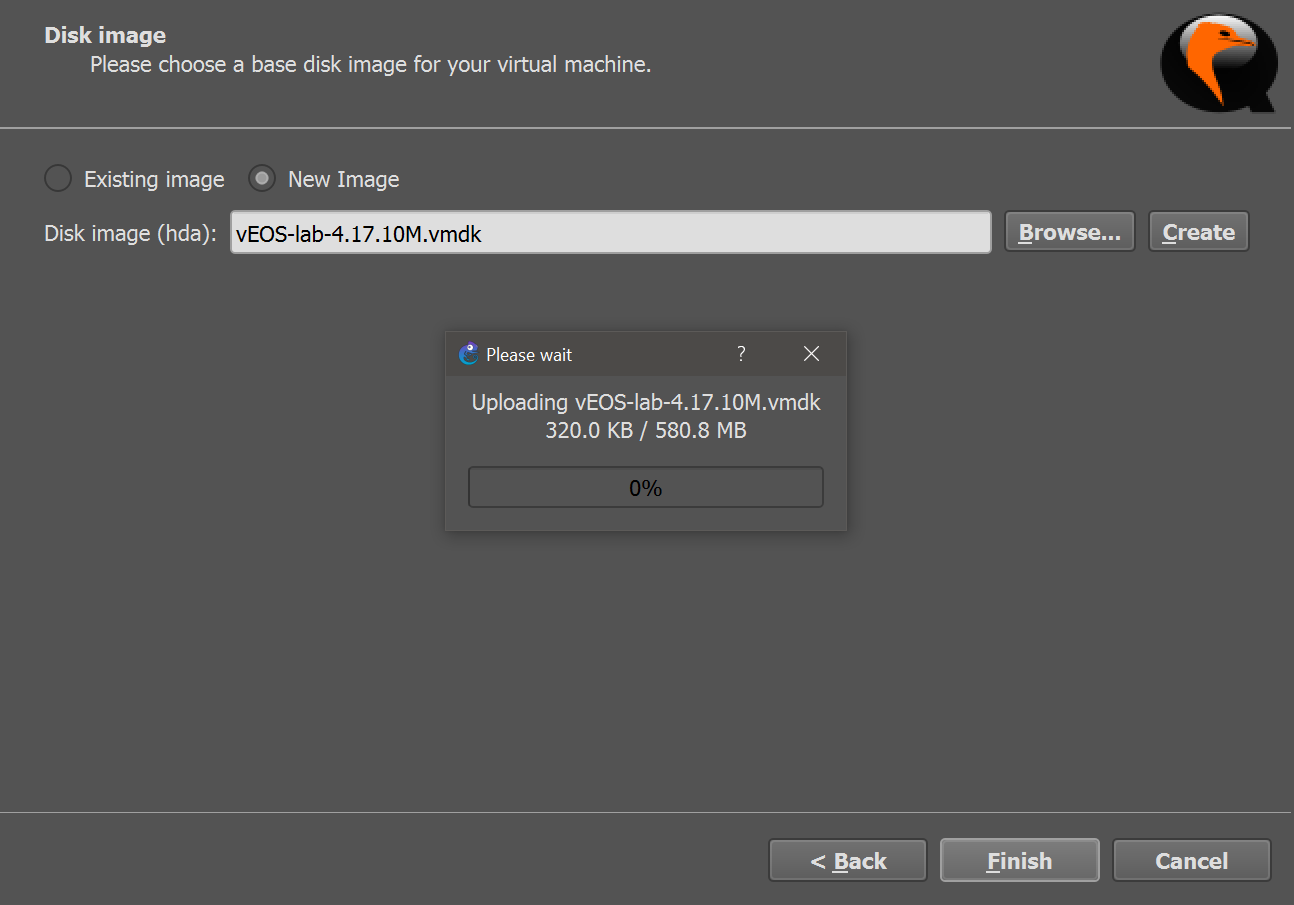 Disk image
Please choose a base disk image for your virtual machine.
Existing image New Image
Disk image (hda): vEOS-lab-4.17.10M.vmdk Browse... Create
Please wait ?
Uploading vEOS-lab-4.17.10M.vmdk
320.0 KB / 580.8 MB
0%
< Back Finish Cancel